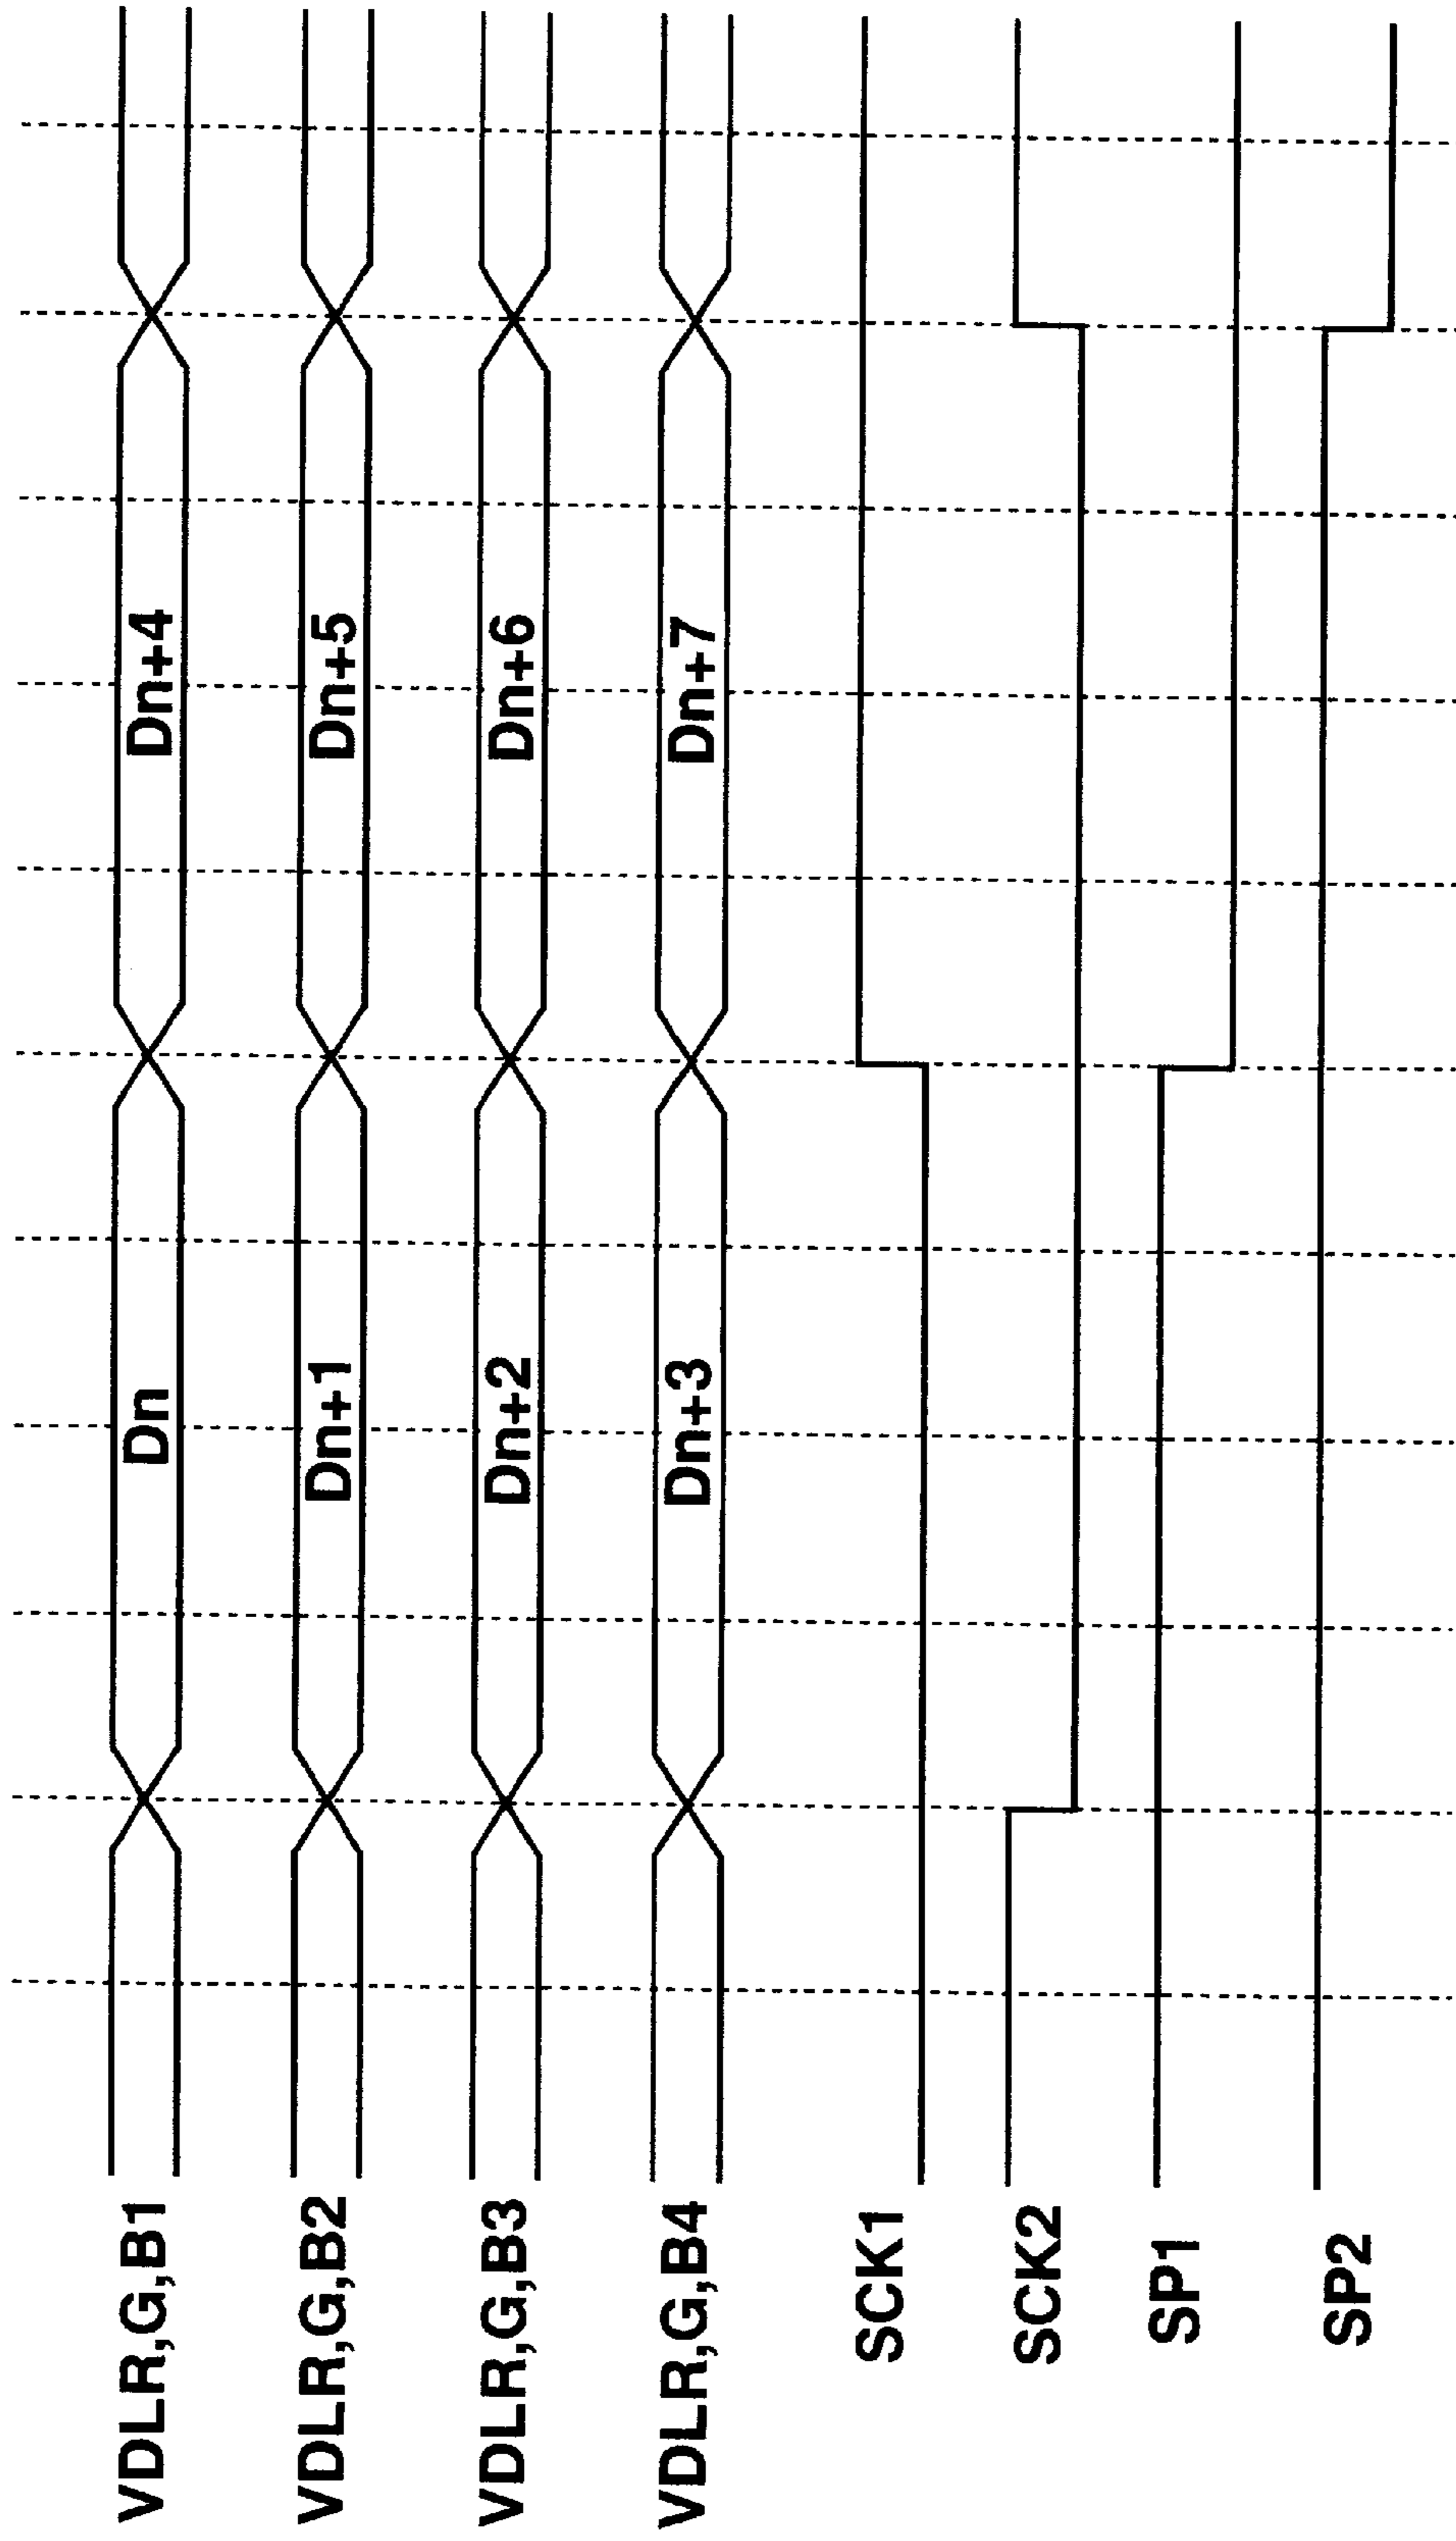 VDLR,G,B1 Dn Dn+4
VDLR,G,B2 Dn+1 Dn+5
VDLR,G,B3 Dn+2 Dn+6
VDLR,G,B4 Dn+3 Dn+7
SCK1
SCK2
SP1
SP2